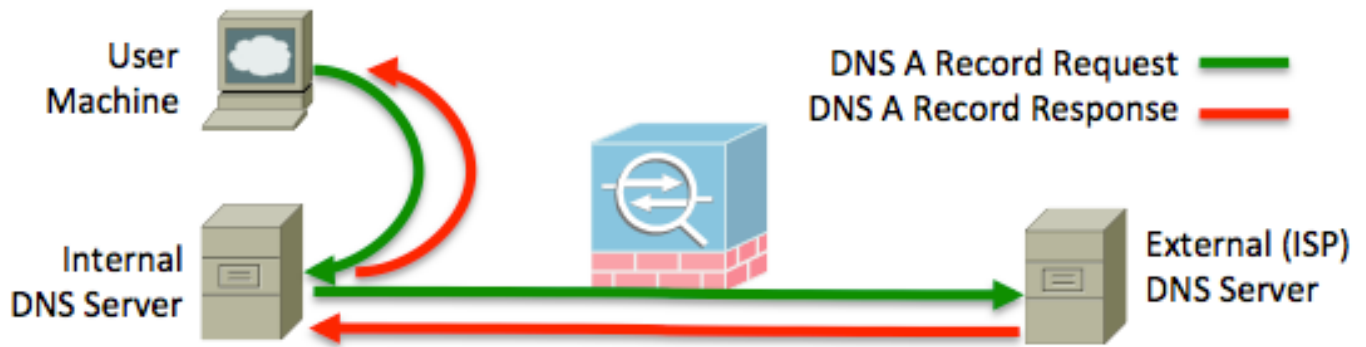 User
Machine
DNS A Record Request
DNS A Record Response
Internal
DNS Server
External (ISP)
DNS Server